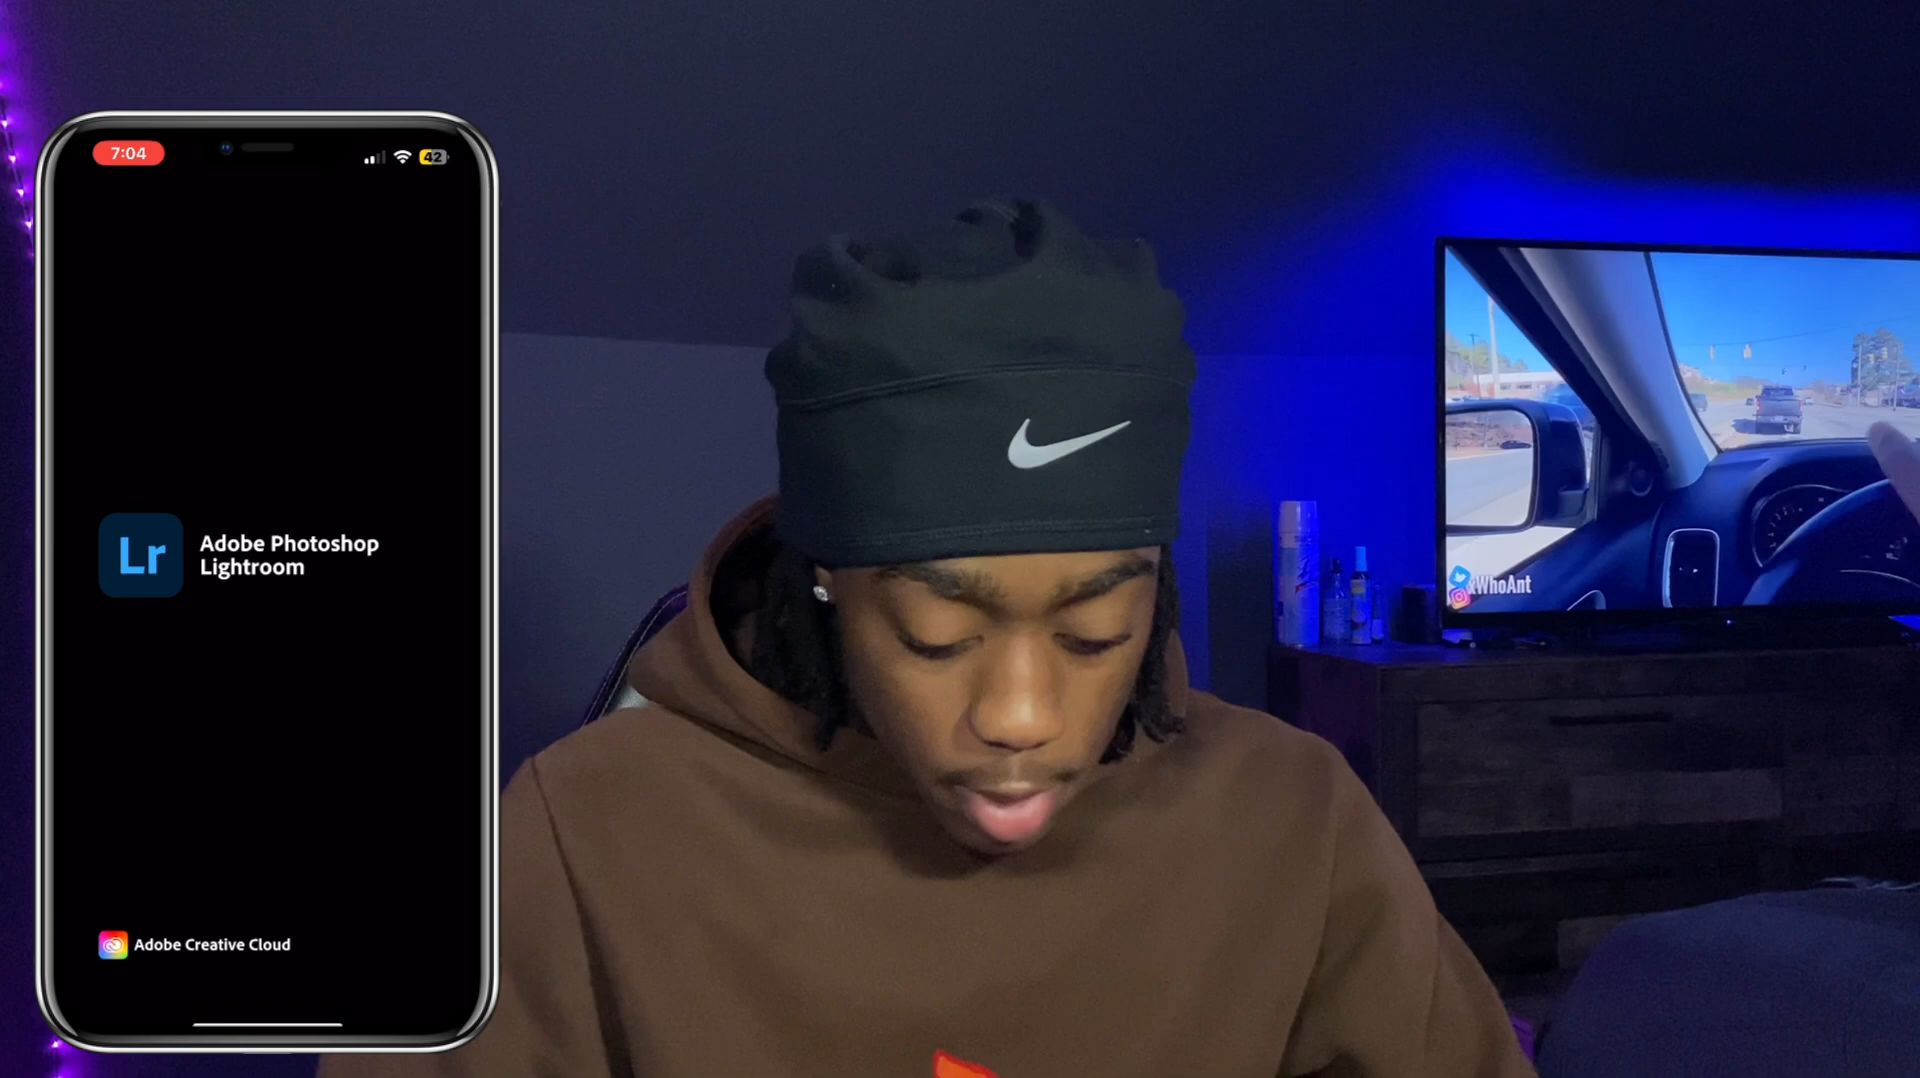 7:04
42
Lr
Adobe Photoshop
Lightroom
Adobe Creative Cloud
xWhoAnt